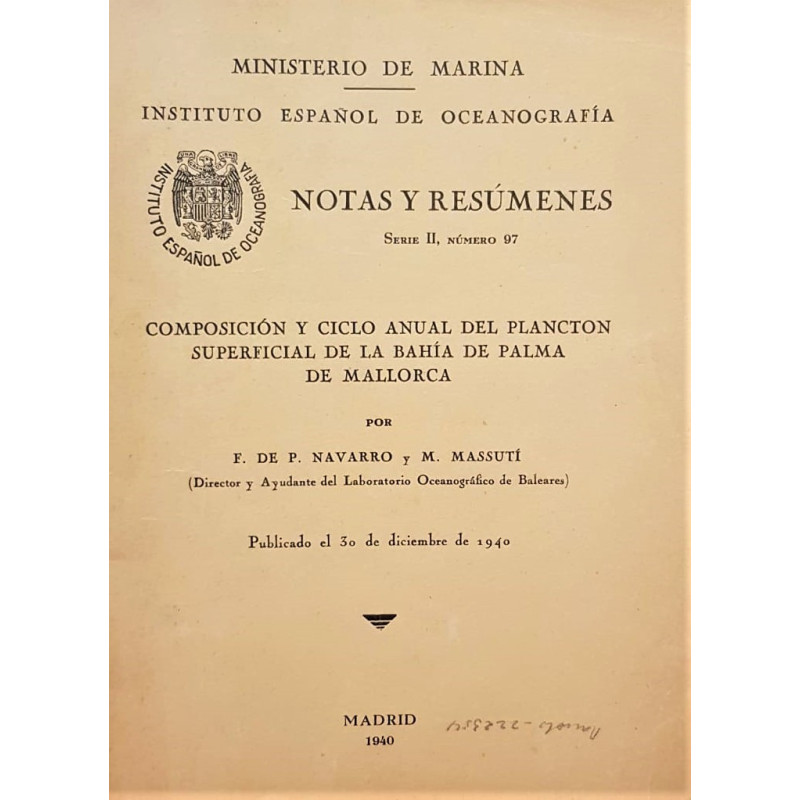 MINISTERIO DE MARINA
INSTITUTO ESPAÑOL DE OCEANOGRAFÍA
INSTITUTO ESPAÑOL DE OCEANOGRAFIA
NOTAS Y RESÚMENES
SERIE II, NÚMERO 97
COMPOSICIÓN Y CICLO ANUAL DEL PLANCTON
SUPERFICIAL DE LA BAHÍA DE PALMA
DE MALLORCA
POR
F. DE P. NAVARRO y M. MASSUTÍ
(Director y Ayudante del Laboratorio Oceanográfico de Baleares)
Publicado el 30 de diciembre de 1940
MADRID
1940